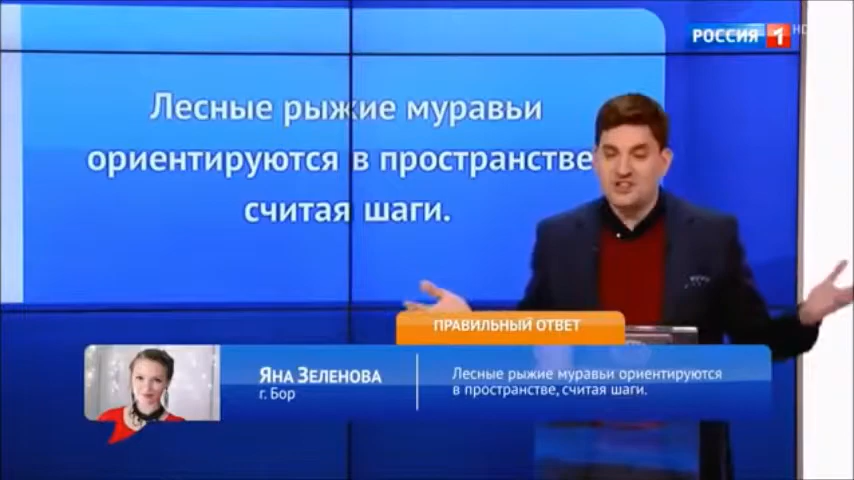 РОССИЯ 1 HD
Лесные рыжие муравьи
ориентируются в пространстве,
считая шаги.
ПРАВИЛЬНЫЙ ОТВЕТ
ЯНА ЗЕЛЕНОВА
г. Бор
Лесные рыжие муравьи ориентируются
в пространстве, считая шаги.